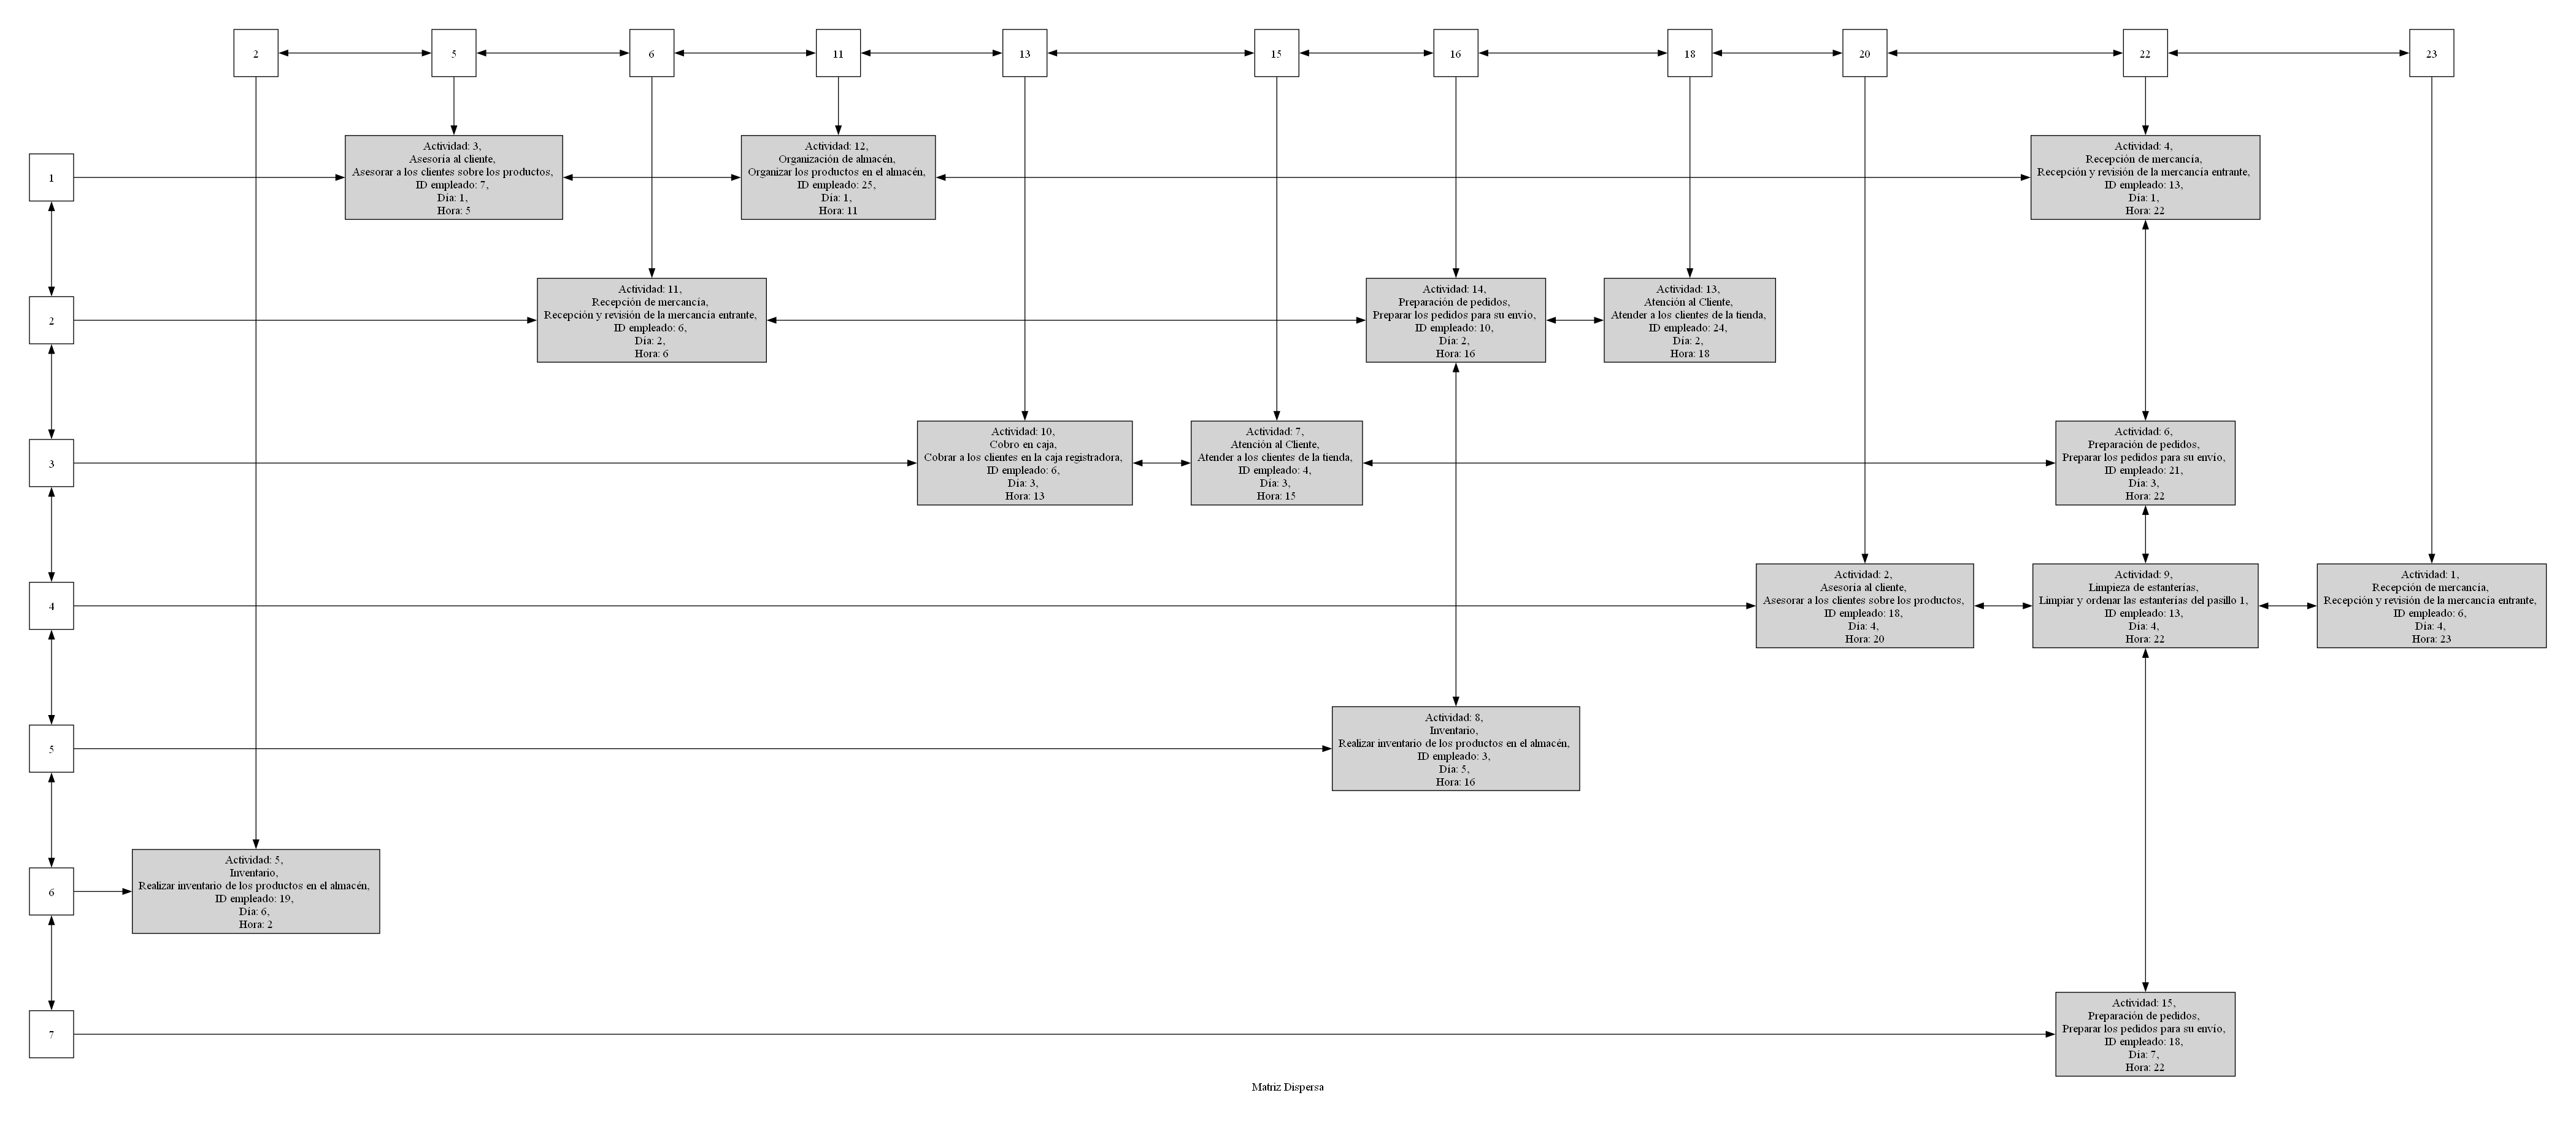 2
5
6
11
13
15
16
18
20
22
23
1
Actividad: 3,
Asesoría al cliente,
Asesorar a los clientes sobre los productos,
ID empleado: 7,
Día: 1,
Hora: 5
Actividad: 12,
Organización de almacén,
Organizar los productos en el almacén,
ID empleado: 25,
Día: 1,
Hora: 11
Actividad: 4,
Recepción de mercancía,
Recepción y revisión de la mercancía entrante,
ID empleado: 13,
Día: 1,
Hora: 22
2
Actividad: 11,
Recepción de mercancía,
Recepción y revisión de la mercancía entrante,
ID empleado: 6,
Día: 2,
Hora: 6
Actividad: 14,
Preparación de pedidos,
Preparar los pedidos para su envío,
ID empleado: 10,
Día: 2,
Hora: 16
Actividad: 13,
Atención al Cliente,
Atender a los clientes de la tienda,
ID empleado: 24,
Día: 2,
Hora: 18
3
Actividad: 10,
Cobro en caja,
Cobrar a los clientes en la caja registradora,
ID empleado: 6,
Día: 3,
Hora: 13
Actividad: 7,
Atención al Cliente,
Atender a los clientes de la tienda,
ID empleado: 4,
Día: 3,
Hora: 15
Actividad: 6,
Preparación de pedidos,
Preparar los pedidos para su envío,
ID empleado: 21,
Día: 3,
Hora: 22
4
Actividad: 2,
Asesoría al cliente,
Asesorar a los clientes sobre los productos,
ID empleado: 18,
Día: 4,
Hora: 20
Actividad: 9,
Limpieza de estanterías,
Limpiar y ordenar las estanterías del pasillo 1,
ID empleado: 13,
Día: 4,
Hora: 22
Actividad: 1,
Recepción de mercancía,
Recepción y revisión de la mercancía entrante,
ID empleado: 6,
Día: 4,
Hora: 23
5
Actividad: 8,
Inventario,
Realizar inventario de los productos en el almacén,
ID empleado: 3,
Día: 5,
Hora: 16
6
Actividad: 5,
Inventario,
Realizar inventario de los productos en el almacén,
ID empleado: 19,
Día: 6,
Hora: 2
7
Actividad: 15,
Preparación de pedidos,
Preparar los pedidos para su envío,
ID empleado: 18,
Día: 7,
Hora: 22
Matriz Dispersa